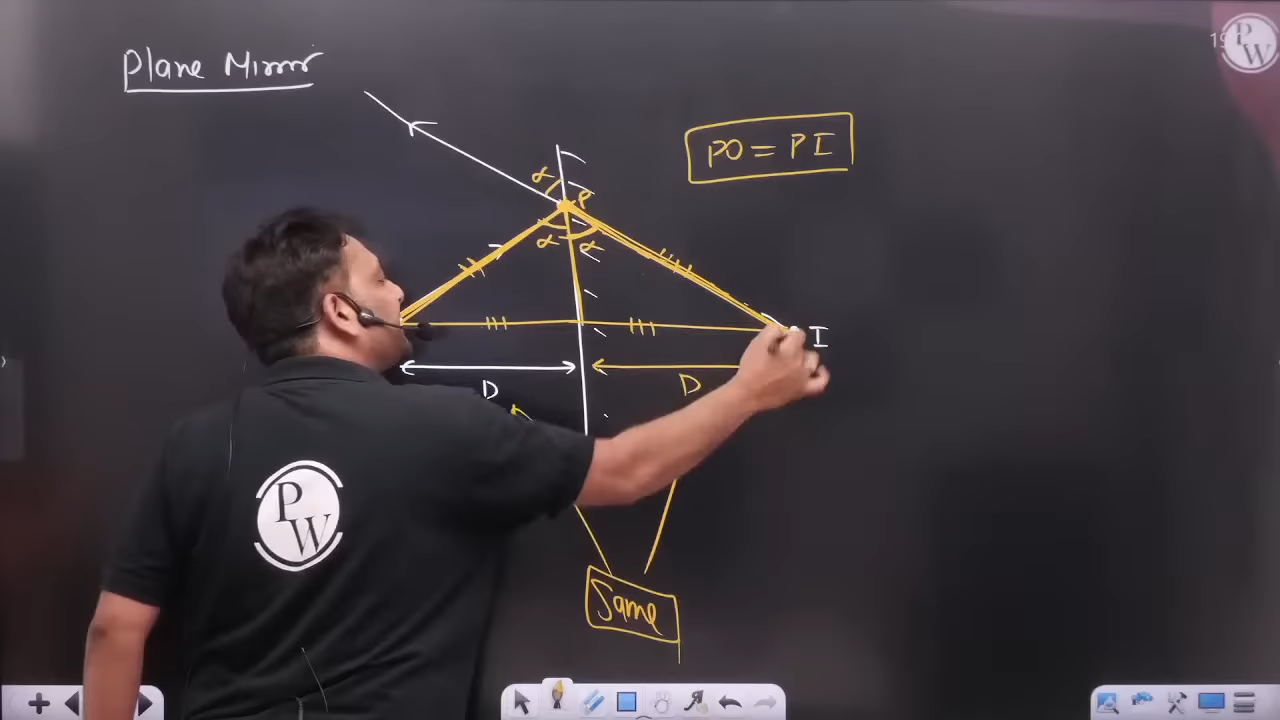 Plane Mirror
PO = PI
α
P
α
α
I
D
D
Same
PW
PW